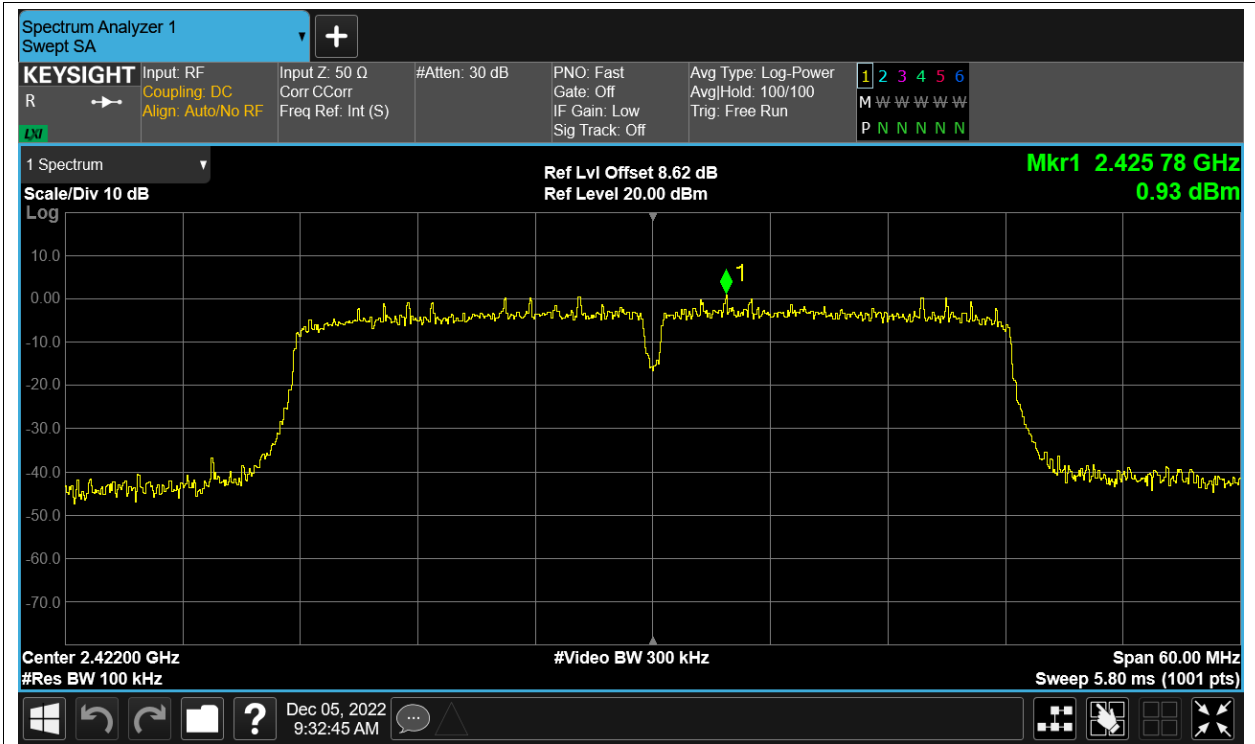 Spectrum Analyzer 1
Swept SA
KEYSIGHT
R
LXI
Input: RF
Coupling: DC
Align: Auto/No RF
Input Z: 50 Ω
Corr CCorr
Freq Ref: Int (S)
#Atten: 30 dB
PNO: Fast
Gate: Off
IF Gain: Low
Sig Track: Off
Avg Type: Log-Power
Avg|Hold: 100/100
Trig: Free Run
1 2 3 4 5 6
M W W W W W
P N N N N N
1 Spectrum
Scale/Div 10 dB
Log
Ref Lvl Offset 8.62 dB
Ref Level 20.00 dBm
Mkr1 2.425 78 GHz
0.93 dBm
1
10.0
0.00
-10.0
-20.0
-30.0
-40.0
-50.0
-60.0
-70.0
Center 2.42200 GHz
#Res BW 100 kHz
#Video BW 300 kHz
Span 60.00 MHz
Sweep 5.80 ms (1001 pts)
?
Dec 05, 2022
9:32:45 AM